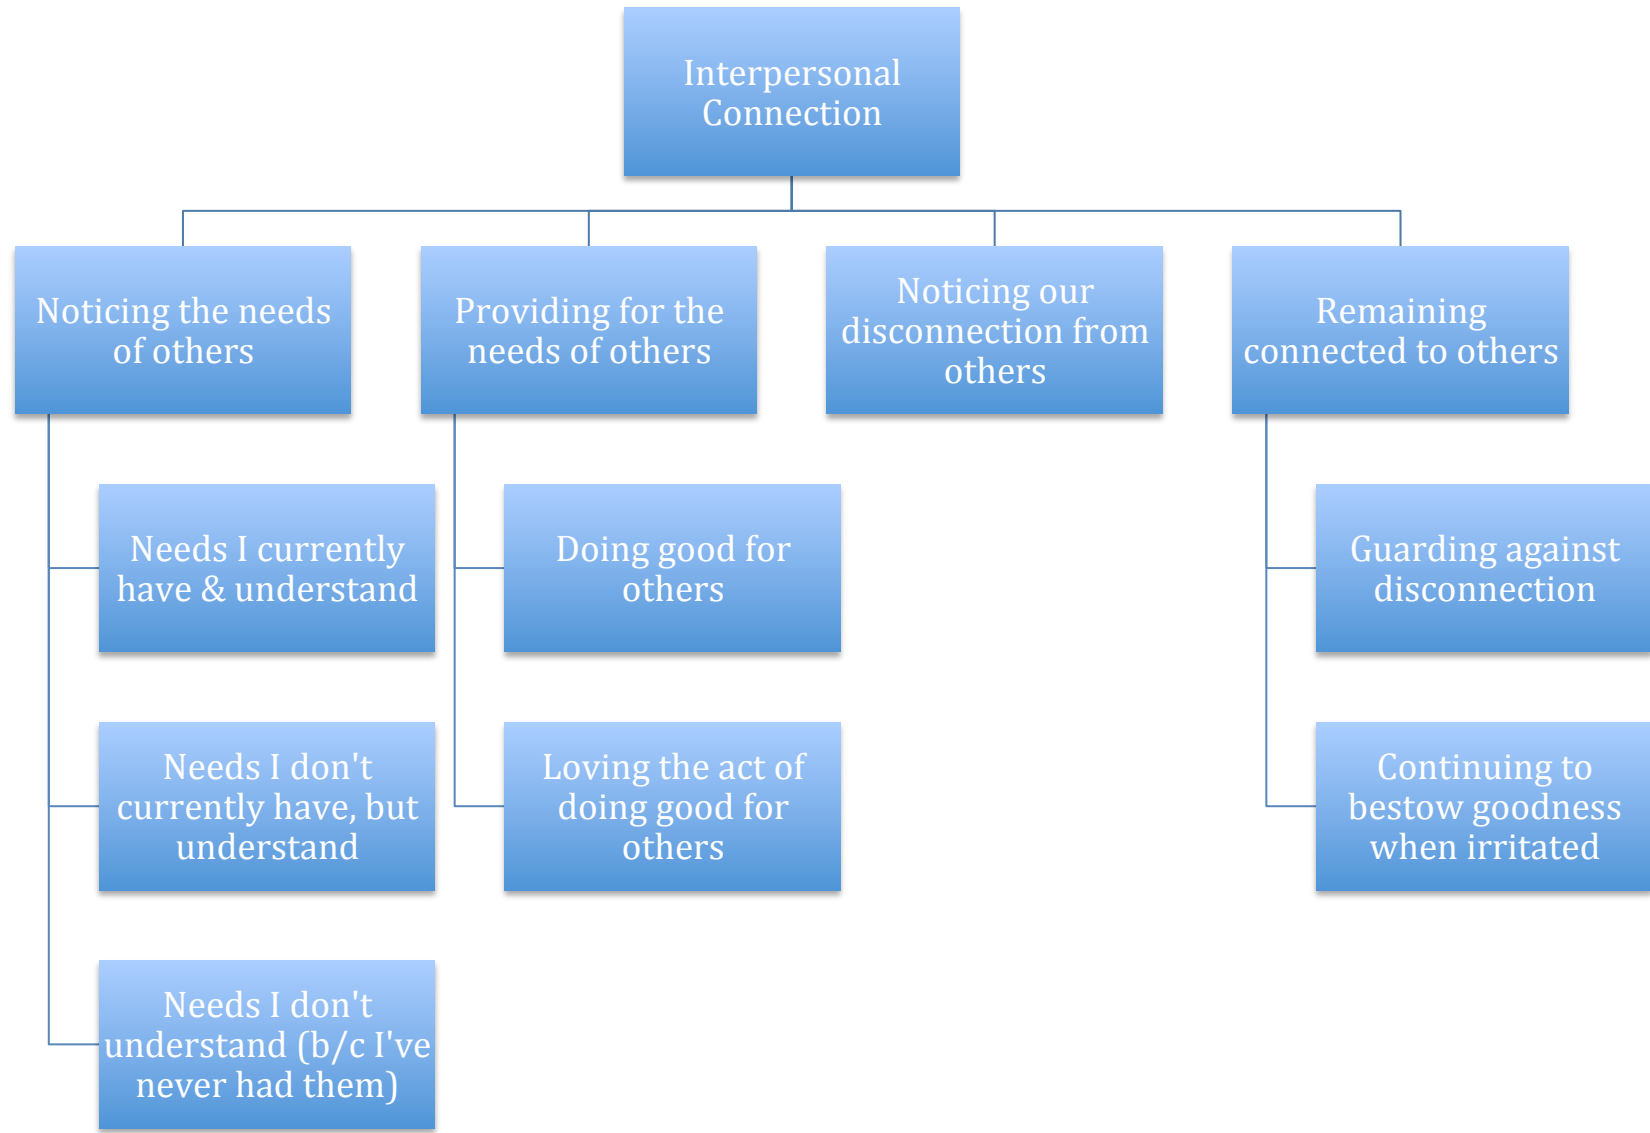 Interpersonal
Connection
Noticing the needs
of others
Providing for the
needs of others
Noticing our
disconnection from
others
Remaining
connected to others
Needs I currently
have & understand
Needs I don't
currently have, but
understand
Needs I don't
understand (b/c I've
never had them)
Doing good for
others
Loving the act of
doing good for
others
Guarding against
disconnection
Continuing to
bestow goodness
when irritated